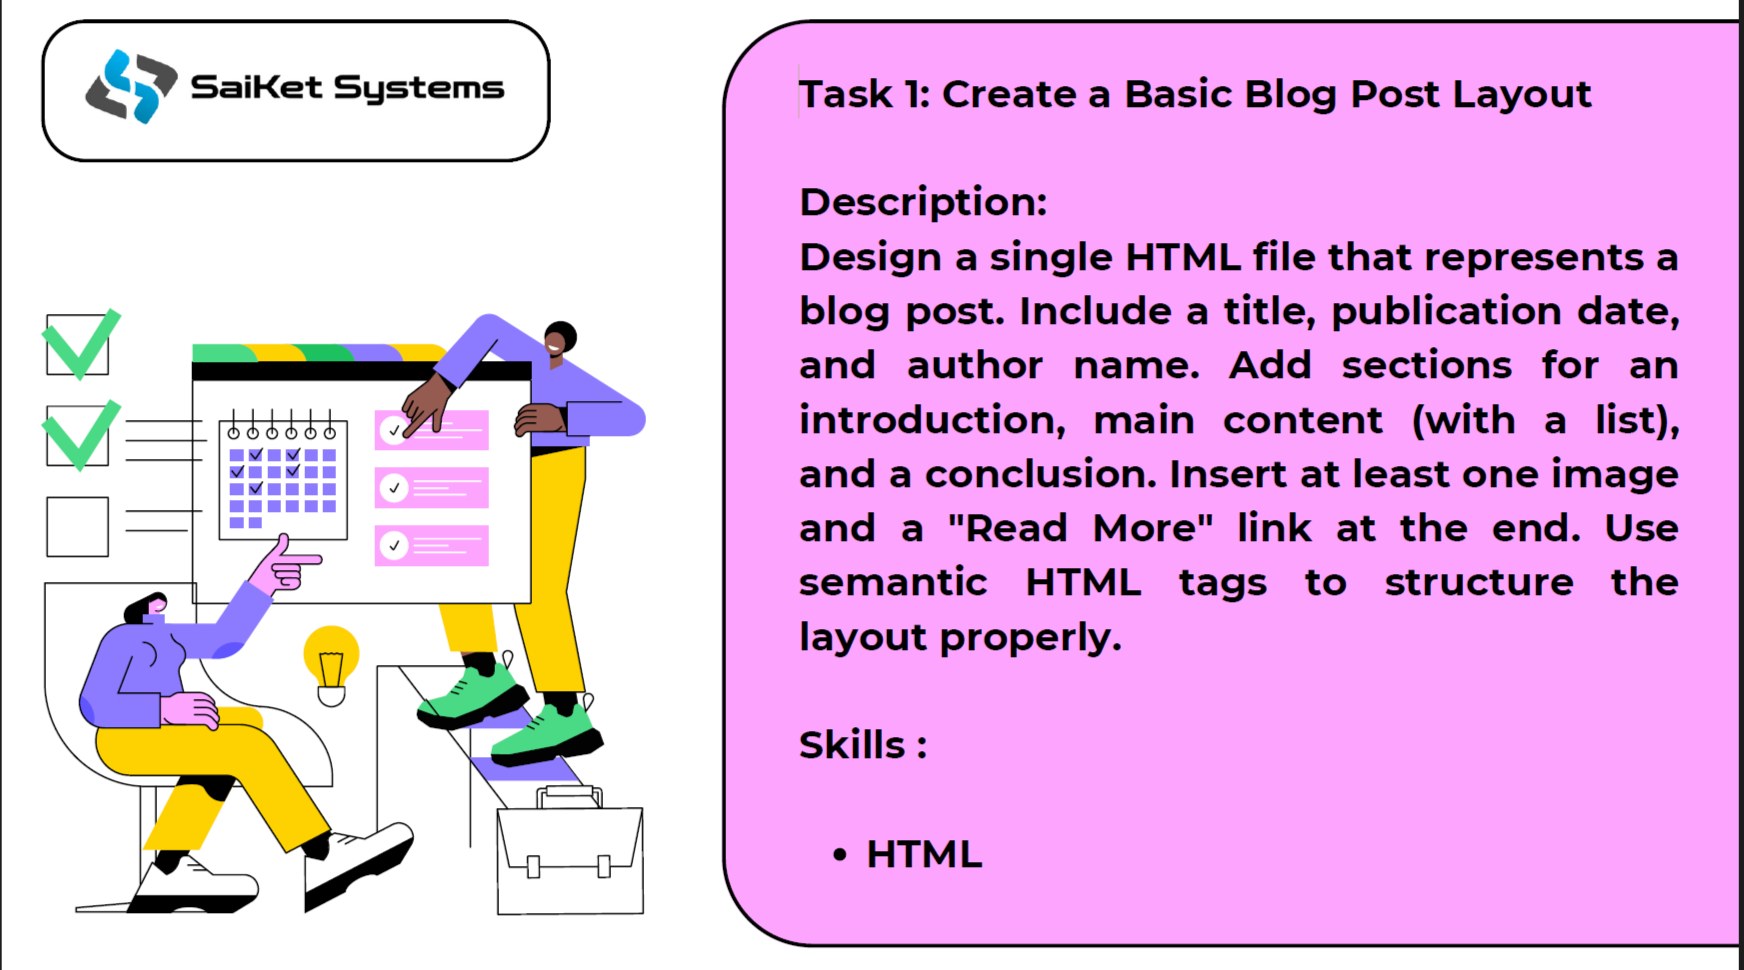 SaiKet Systems
Task 1: Create a Basic Blog Post Layout
Description:
Design a single HTML file that represents a
blog post. Include a title, publication date,
and author name. Add sections for an
introduction, main content (with a list),
and a conclusion. Insert at least one image
and a "Read More" link at the end. Use
semantic HTML tags to structure the
layout properly.
Skills :
• HTML